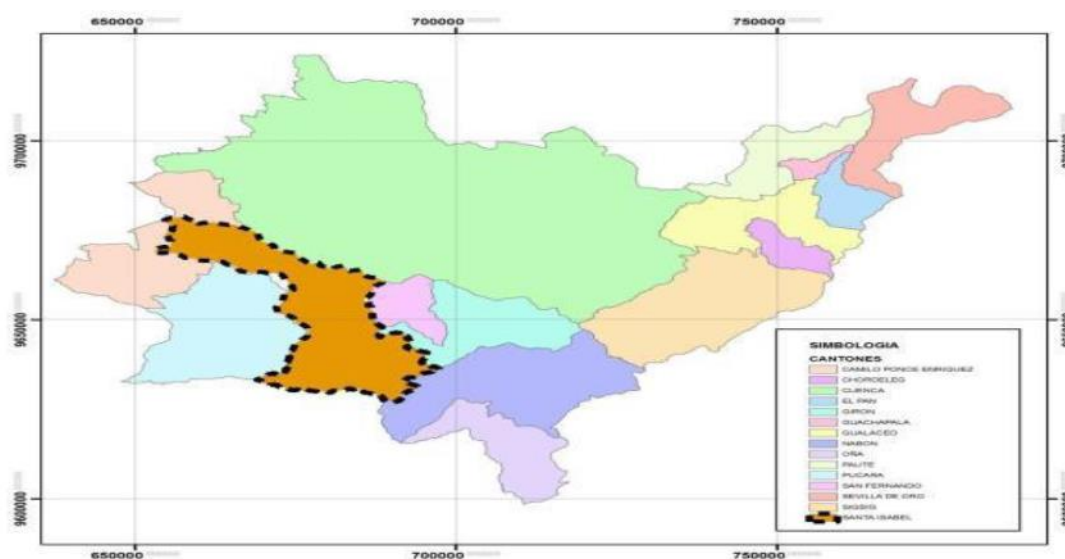 650000 700000 750000
9700000
9650000
9600000
SIMBOLOGIA
CANTONES
CAMILO PONCE ENRIQUEZ
CHORDELEG
CUENCA
EL PAN
GIRON
GUACHAPALA
GUALACEO
NABON
OÑA
PAUTE
PUCARA
SAN FERNANDO
SEVILLA DE ORO
SIGSIG
SANTA ISABEL
650000 700000 750000